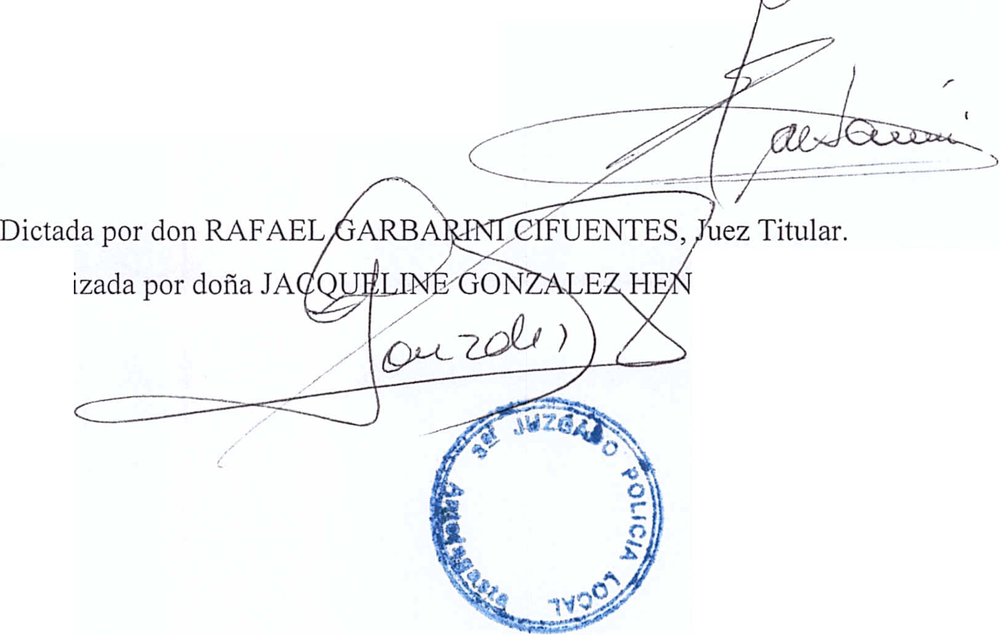 Dictada por don RAFAEL GARBARINI CIFUENTES, Juez Titular.
izada por doña JACQUELINE GONZALEZ HEN
3er JUZGADO POLICIA LOCAL
Antofagasta